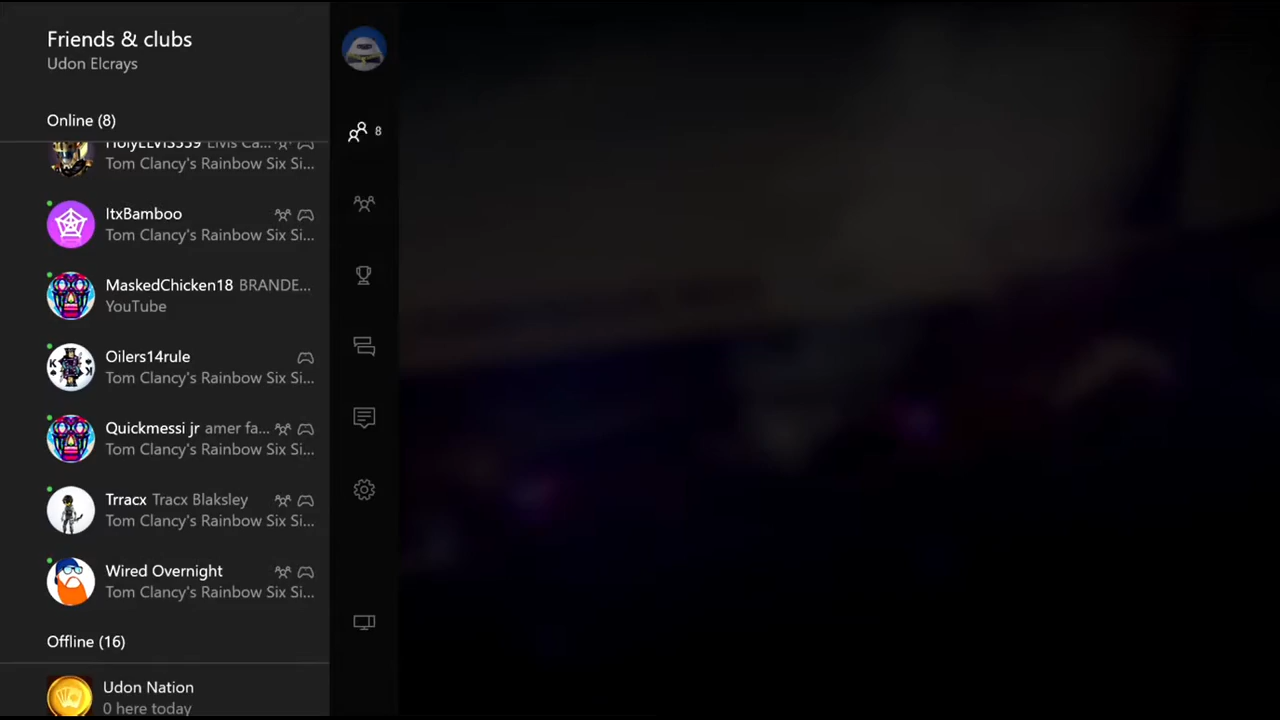 Friends & clubs
Udon Elcrays
Online (8)
HolyELVIS559 Elvis Ca...
Tom Clancy's Rainbow Six Si...
ItxBamboo
Tom Clancy's Rainbow Six Si...
MaskedChicken18 BRANDE...
YouTube
Oilers14rule
Tom Clancy's Rainbow Six Si...
Quickmessi jr amer fa...
Tom Clancy's Rainbow Six Si...
Trracx Tracx Blaksley
Tom Clancy's Rainbow Six Si...
Wired Overnight
Tom Clancy's Rainbow Six Si...
Offline (16)
Udon Nation
0 here today
8